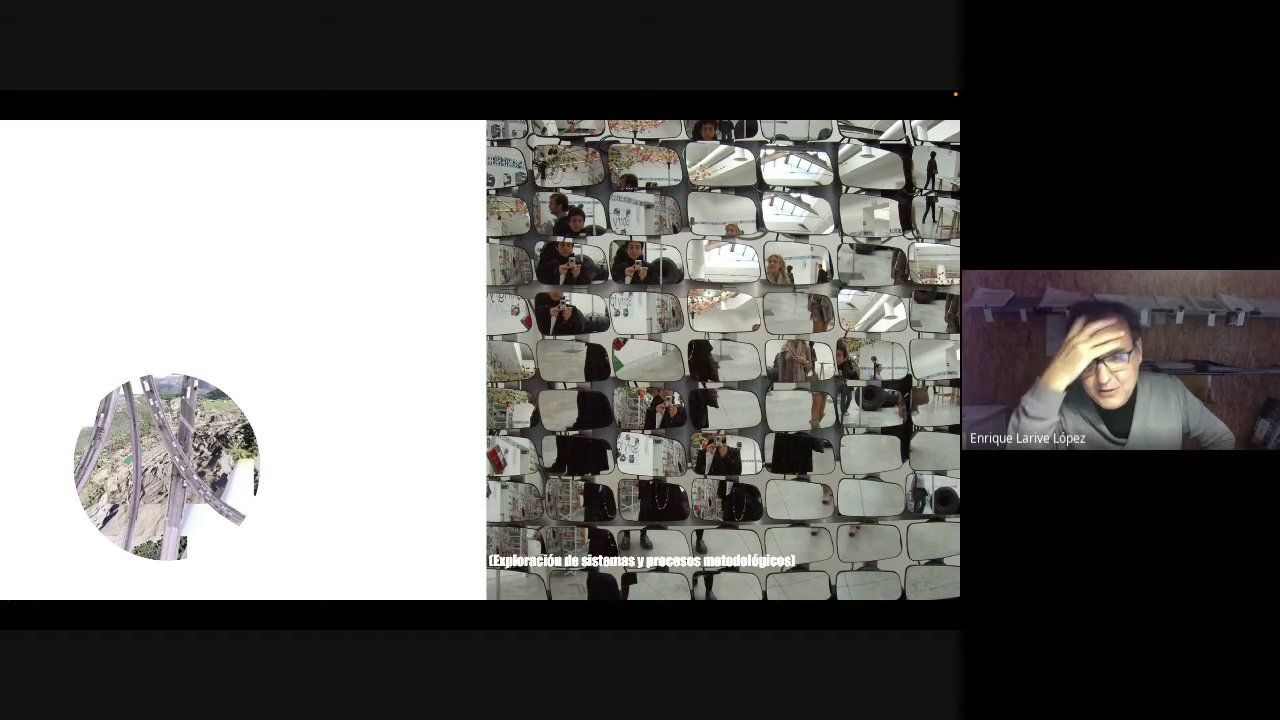 (Exploración de sistemas y procesos metodológicos)
Enrique Larive López